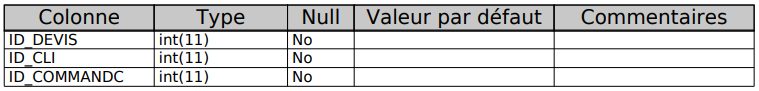 Colonne Type Null Valeur par défaut Commentaires
ID_DEVIS int(11) No
ID_CLI int(11) No
ID_COMMANDC int(11) No